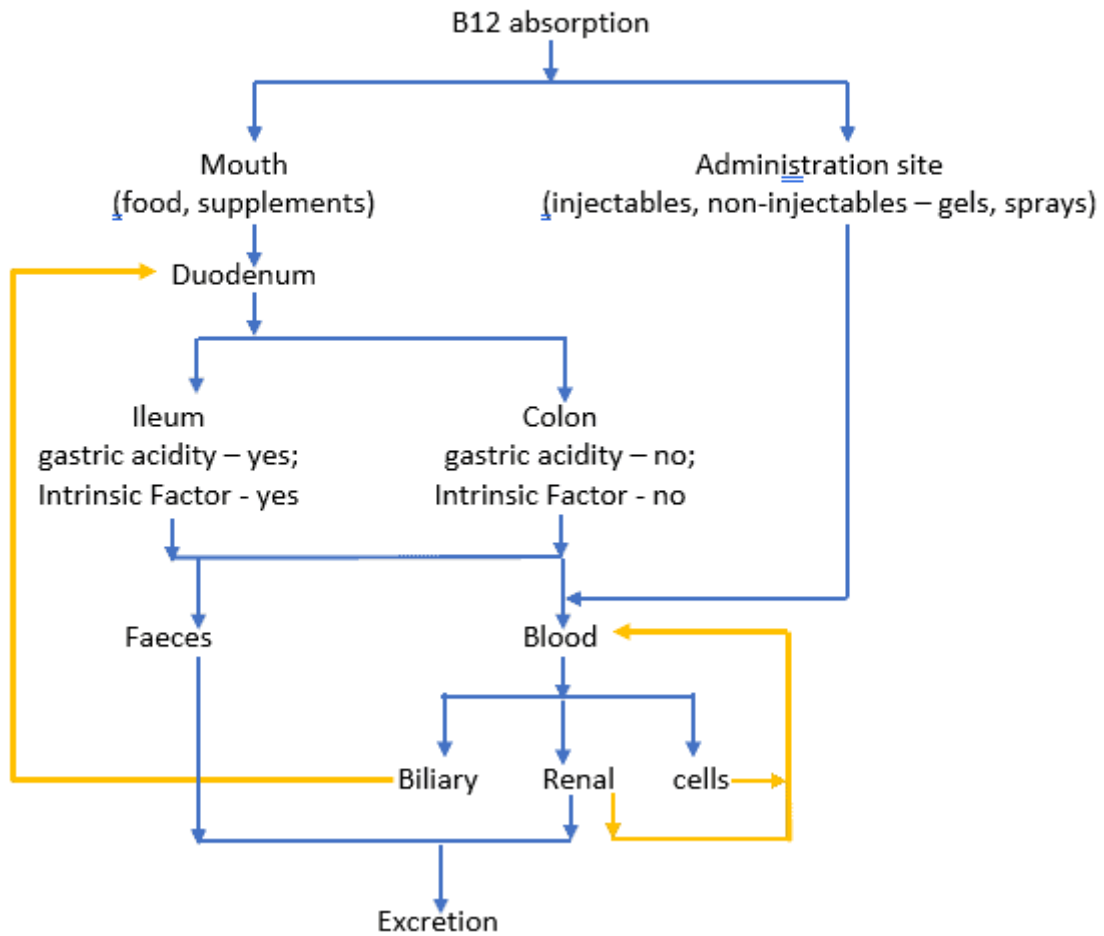 B12 absorption
Mouth
(food, supplements)
Administration site
(injectables, non-injectables – gels, sprays)
Duodenum
Ileum
gastric acidity – yes;
Intrinsic Factor - yes
Colon
gastric acidity – no;
Intrinsic Factor - no
Faeces
Blood
Biliary
Renal
cells
Excretion